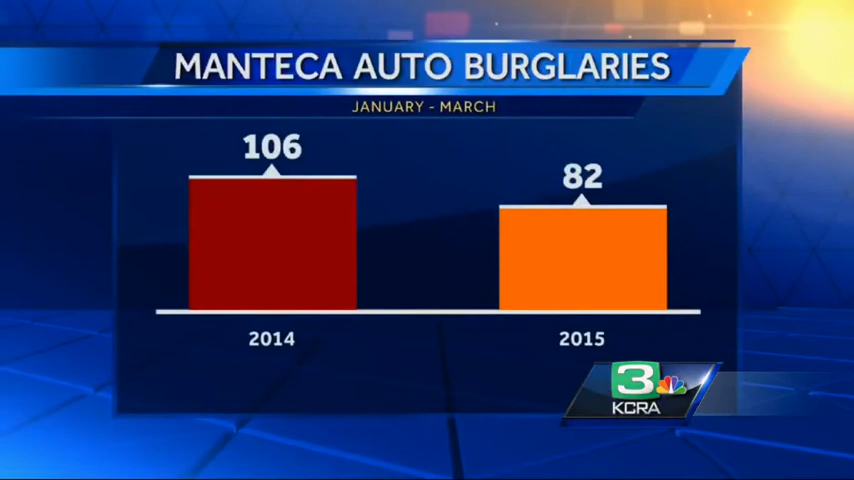 MANTECA AUTO BURGLARIES
JANUARY - MARCH
106
82
2014
2015
3
KCRA